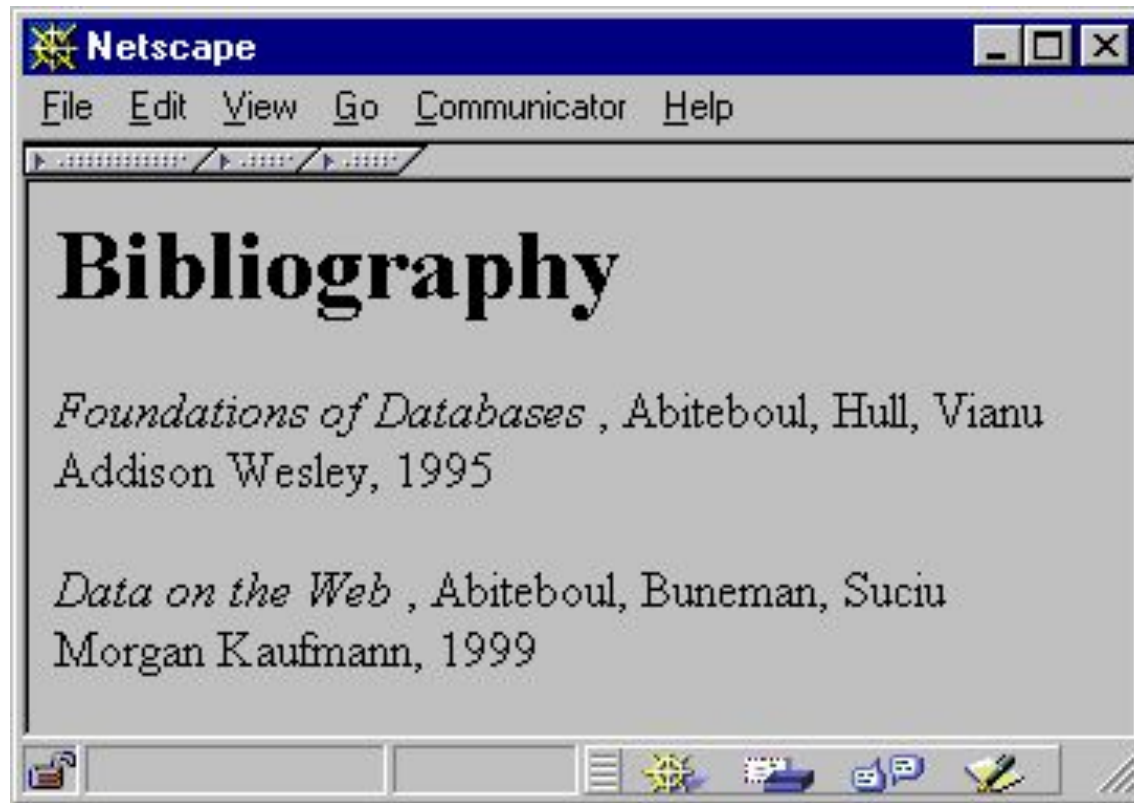 Netscape
File Edit View Go Communicator Help
Bibliography
Foundations of Databases , Abiteboul, Hull, Vianu
Addison Wesley, 1995
Data on the Web , Abiteboul, Buneman, Suciu
Morgan Kaufmann, 1999